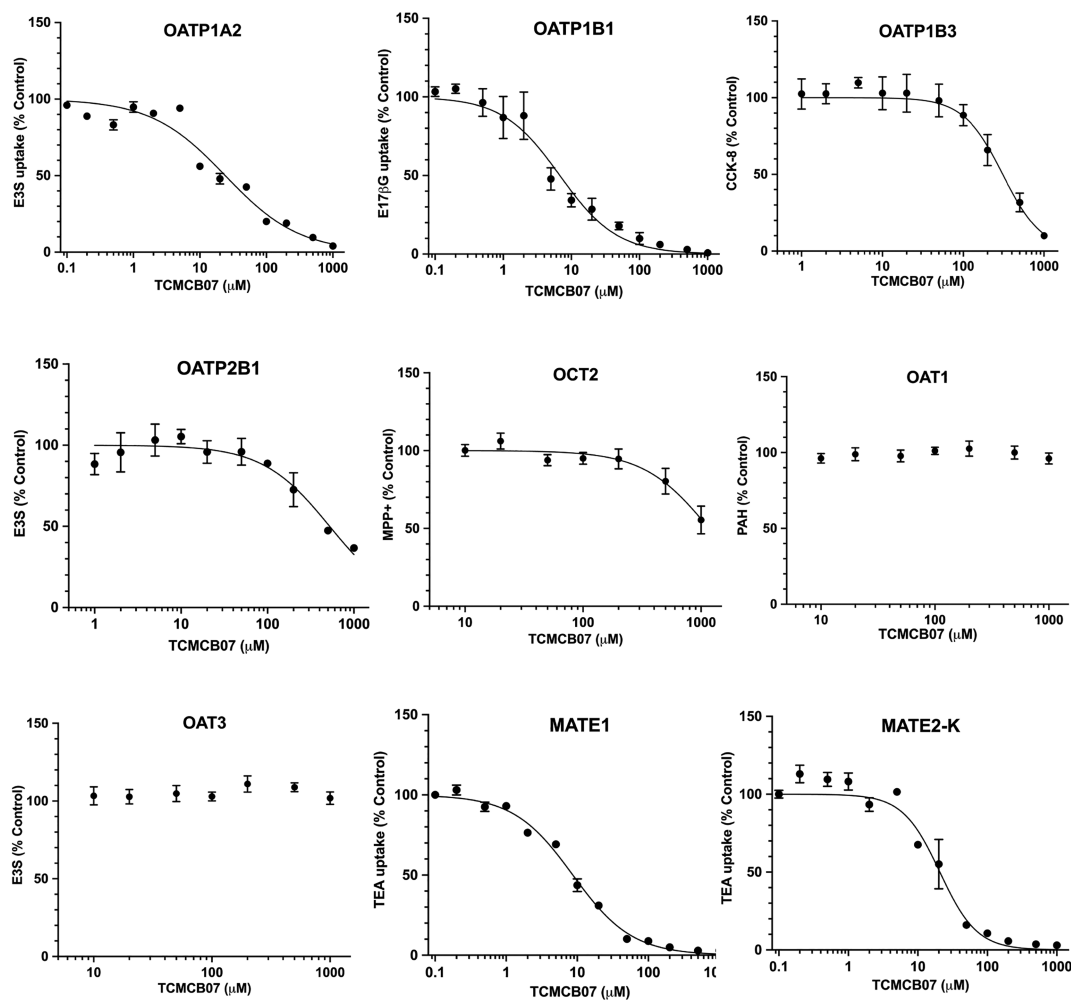 OATP1A2
E3S uptake (% Control)
150
100
50
0
0.1 1 10 100 1000
TCMCB07 (μM)
OATP1B1
E17βG uptake (% Control)
150
100
50
0
0.1 1 10 100 1000
TCMCB07 (μM)
OATP1B3
CCK-8 (% Control)
150
100
50
0
1 10 100 1000
TCMCB07 (μM)
OATP2B1
E3S (% Control)
150
100
50
0
1 10 100 1000
TCMCB07 (μM)
OCT2
MPP+ (% Control)
150
100
50
0
10 100 1000
TCMCB07 (μM)
OAT1
PAH (% Control)
150
100
50
0
10 100 1000
TCMCB07 (μM)
OAT3
E3S (% Control)
150
100
50
0
10 100 1000
TCMCB07 (μM)
MATE1
TEA uptake (% Control)
150
100
50
0
0.1 1 10 100
TCMCB07 (μM)
MATE2-K
TEA uptake (% Control)
150
100
50
0
0.1 1 10 100 1000
TCMCB07 (μM)